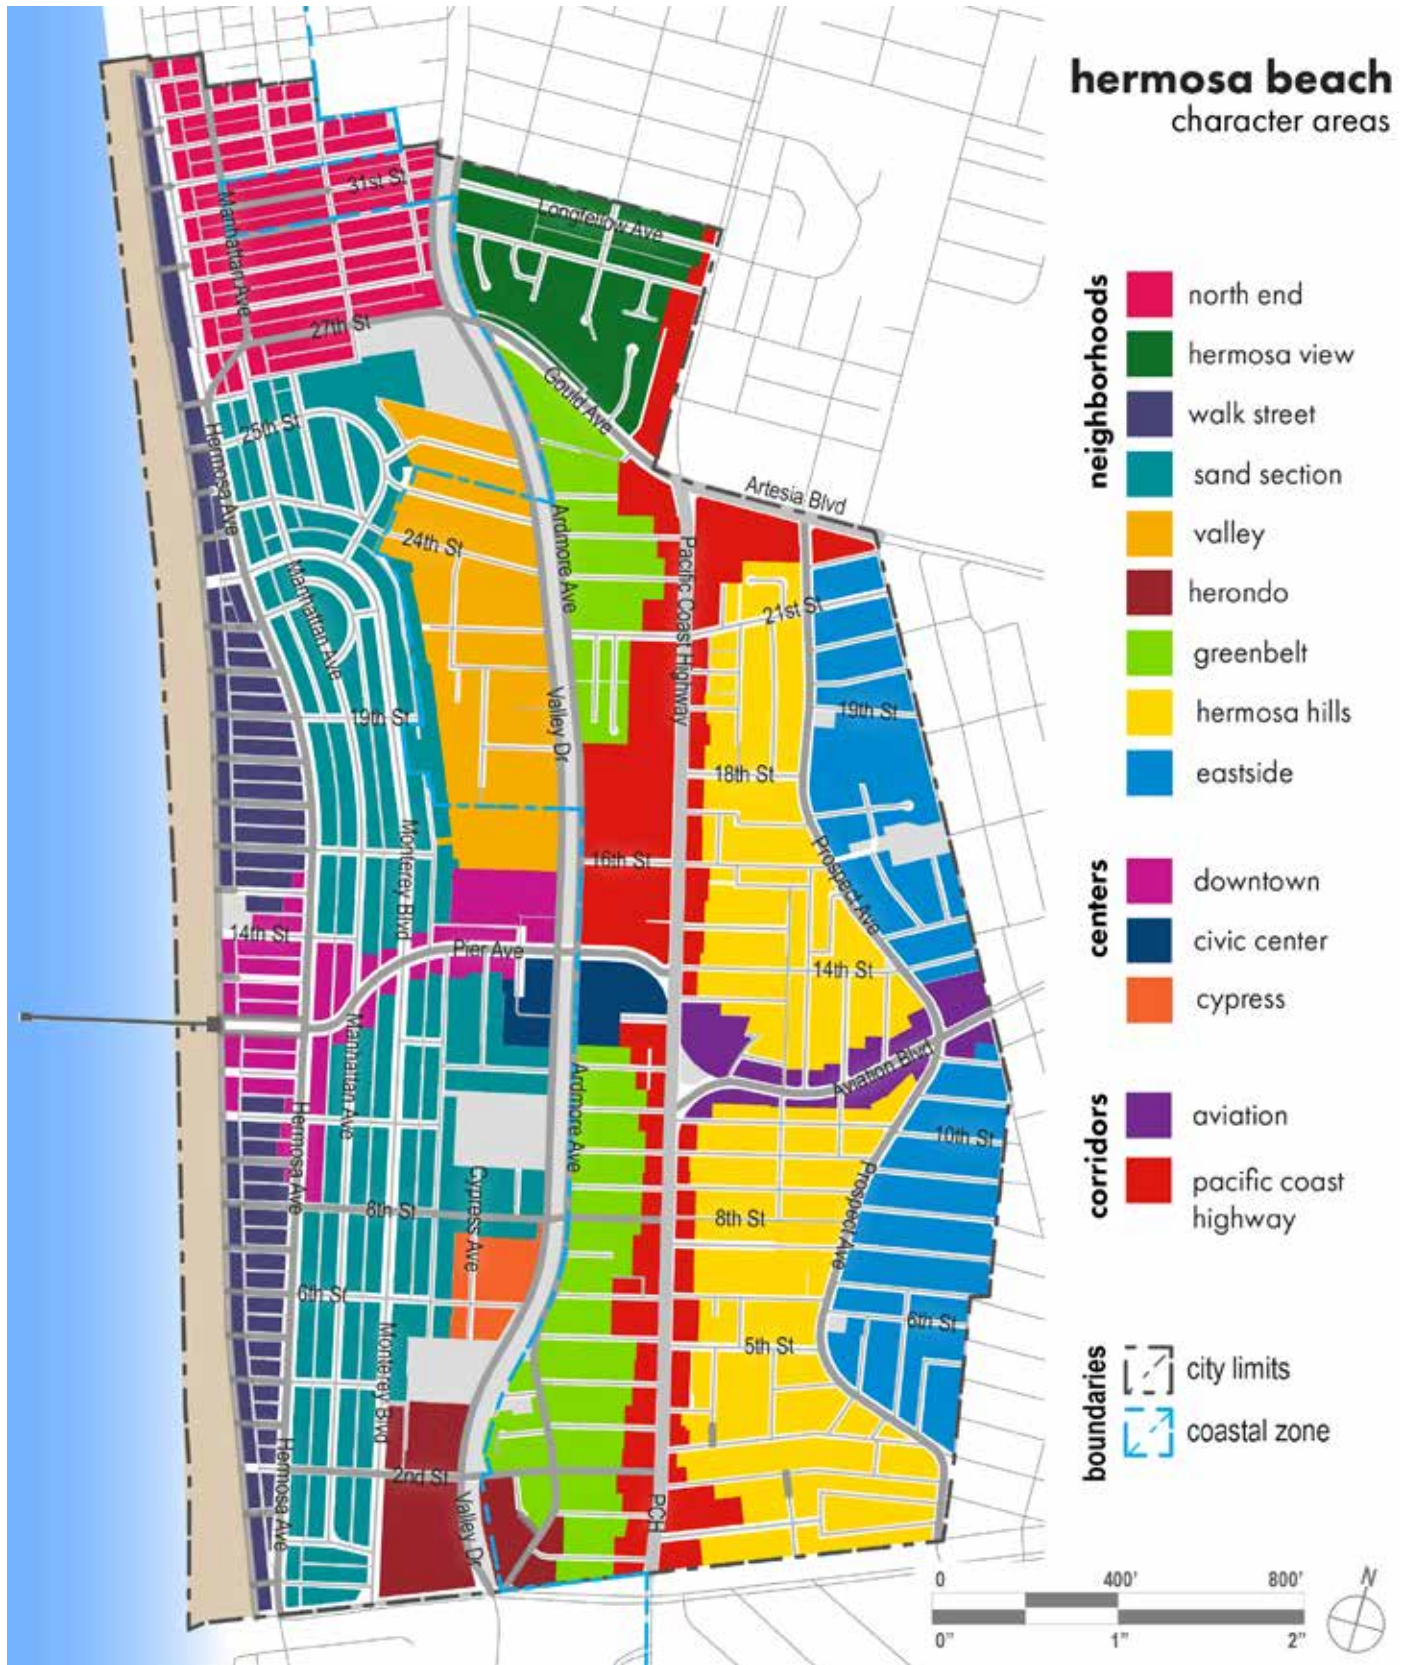 hermosa beach
character areas
neighborhoods
north end
hermosa view
walk street
sand section
valley
herondo
greenbelt
hermosa hills
eastside
centers
downtown
civic center
cypress
corridors
aviation
pacific coast
highway
boundaries
city limits
coastal zone
0
400'
800'
0"
1"
2"
N
31st St
Longfellow Ave
Manhattan Ave
27th St
Gould Ave
25th St
Hermosa Ave
Artesia Blvd
24th St
Ardmore Ave
Pacific Coast Highway
Manhattan Ave
21st St
19th St
Valley Dr
19th St
18th St
Monterey Blvd
16th St
Prospect Ave
14th St
Pier Ave
14th St
Manhattan Ave
Aviation Blvd
Ardmore Ave
Hermosa Ave
10th St
Cypress Ave
8th St
8th St
Prospect Ave
6th St
6th St
5th St
Monterey Blvd
Hermosa Ave
2nd St
Valley Dr
PCH